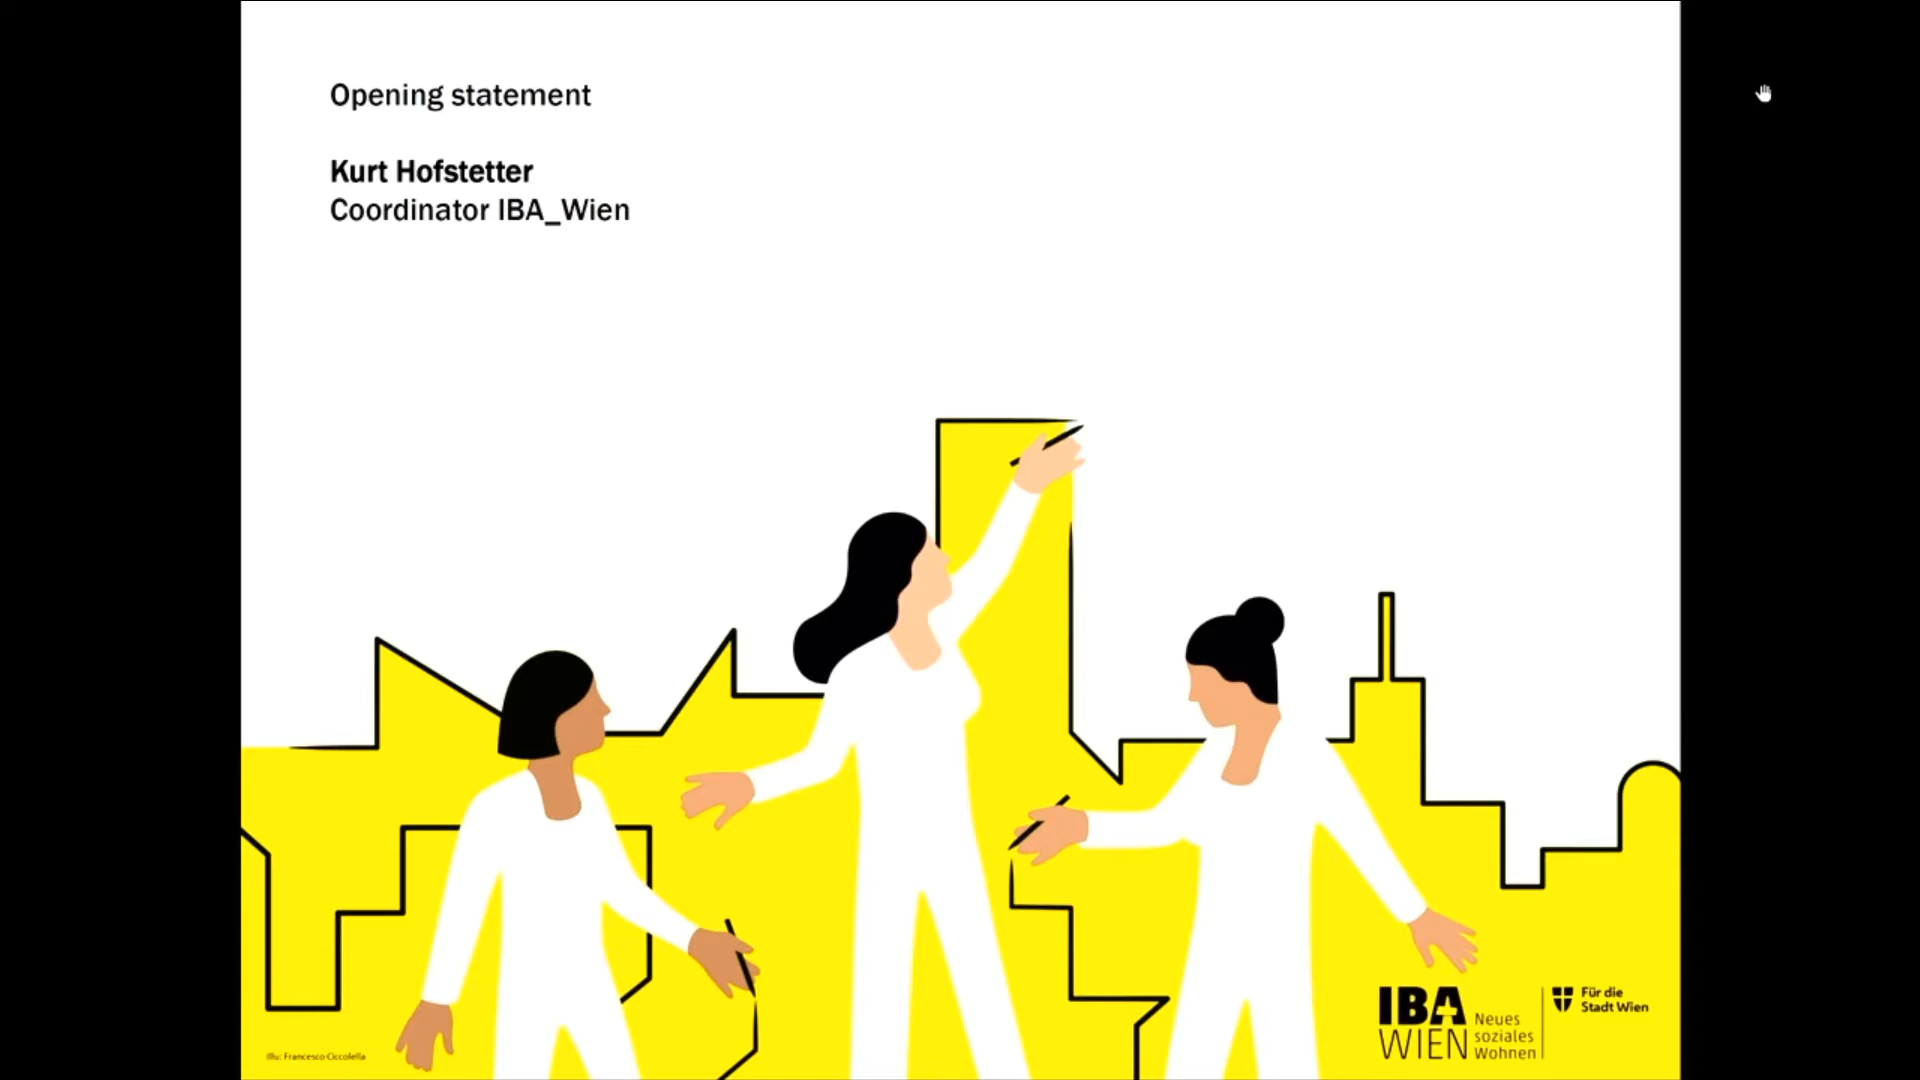 Opening statement
Kurt Hofstetter
Coordinator IBA_Wien
Illu: Francesco Ciccolella
IBA
WIEN
Neues
soziales
Wohnen
Für die
Stadt Wien